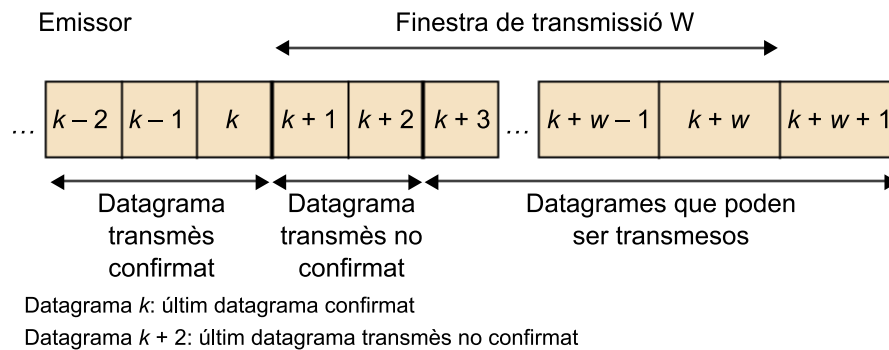 Emissor Finestra de transmissió W
... k – 2 k – 1 k k + 1 k + 2 k + 3 ... k + w – 1 k + w k + w + 1
Datagrama Datagrama Datagrames que poden
transmès transmès no ser transmesos
confirmat confirmat
Datagrama k: últim datagrama confirmat
Datagrama k + 2: últim datagrama transmès no confirmat